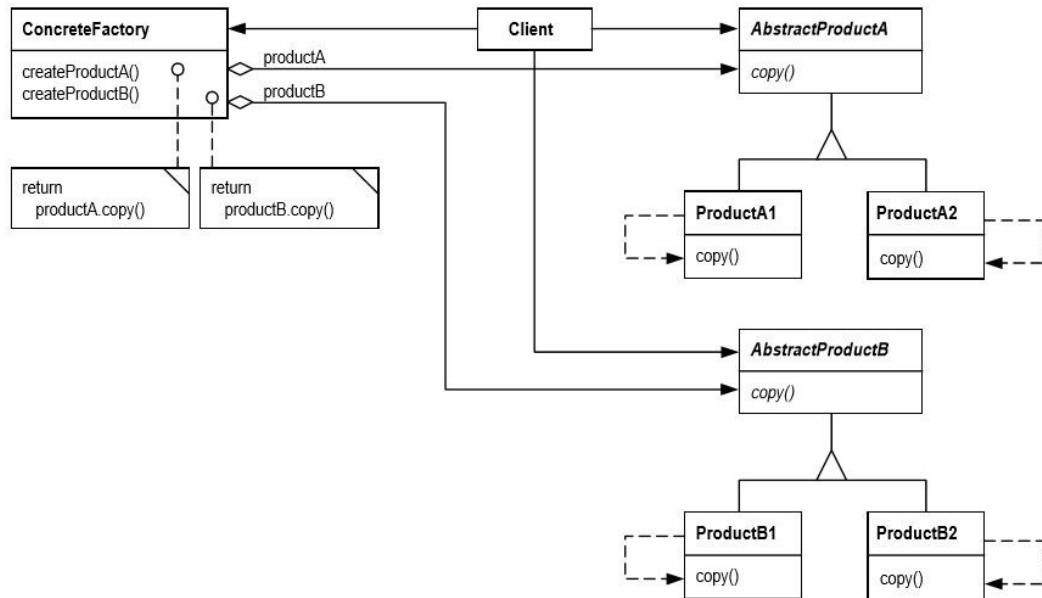 ConcreteFactory
createProductA()
createProductB()
productA
productB
Client
AbstractProductA
copy()
return
productA.copy()
return
productB.copy()
ProductA1
copy()
ProductA2
copy()
AbstractProductB
copy()
ProductB1
copy()
ProductB2
copy()